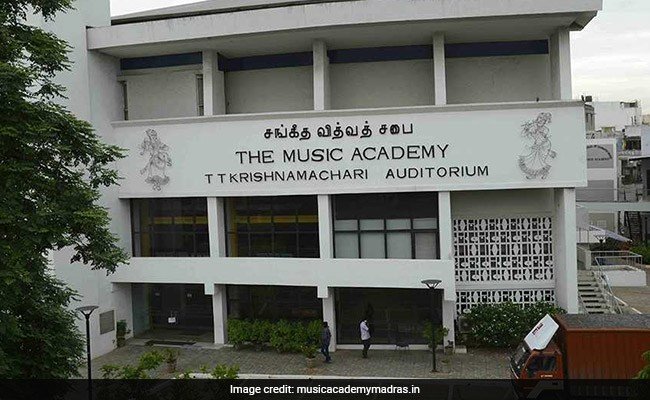 சங்கீத வித்வத் சபை
THE MUSIC ACADEMY
T T KRISHNAMACHARI AUDITORIUM
Image credit: musicacademymadras.in